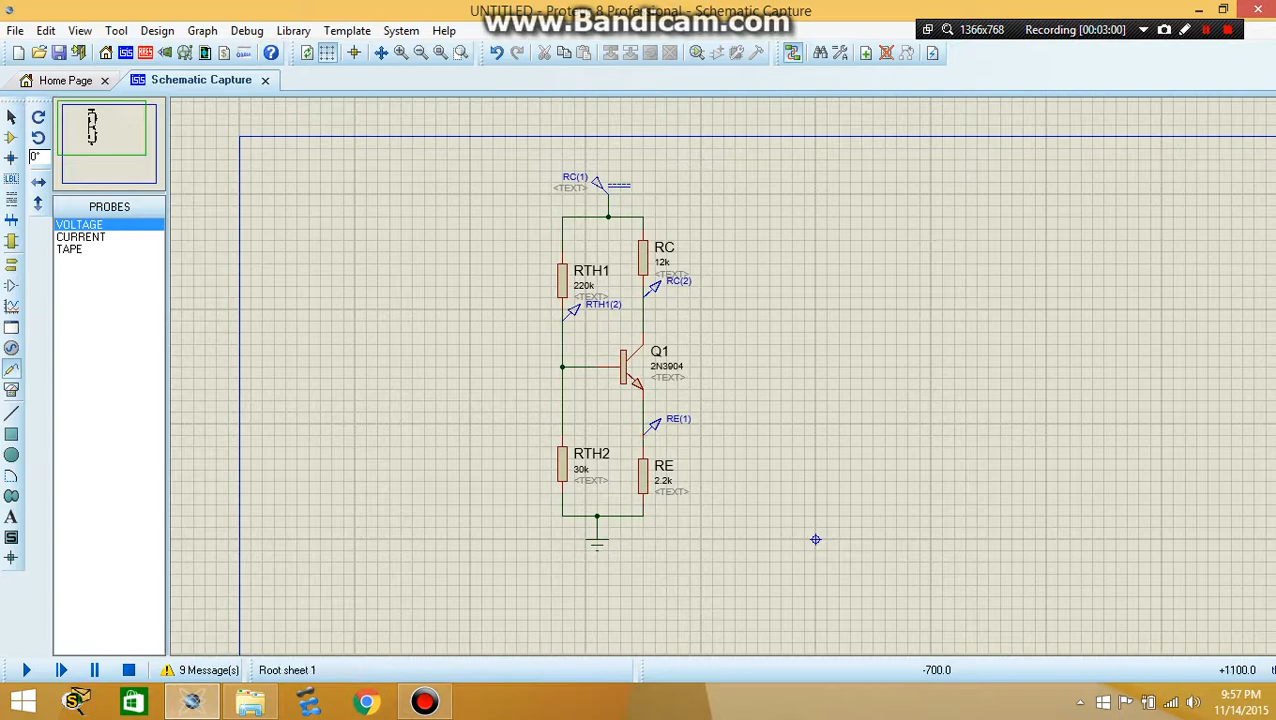 UNTITLED - Proteus 8 Professional - Schematic Capture
www.Bandicam.com
File Edit View Tool Design Graph Debug Library Template System Help
1366x768 Recording [00:03:00]
Home Page Schematic Capture
0°
LBL
PROBES
VOLTAGE
CURRENT
TAPE
RC(1)
<TEXT>
RC
12k
<TEXT>
RC(2)
RTH1
220k
<TEXT>
RTH1(2)
Q1
2N3904
<TEXT>
RE(1)
RTH2
30k
<TEXT>
RE
2.2k
<TEXT>
A
9 Message(s) Root sheet 1 -700.0 +1100.0 th
9:57 PM
11/14/2015